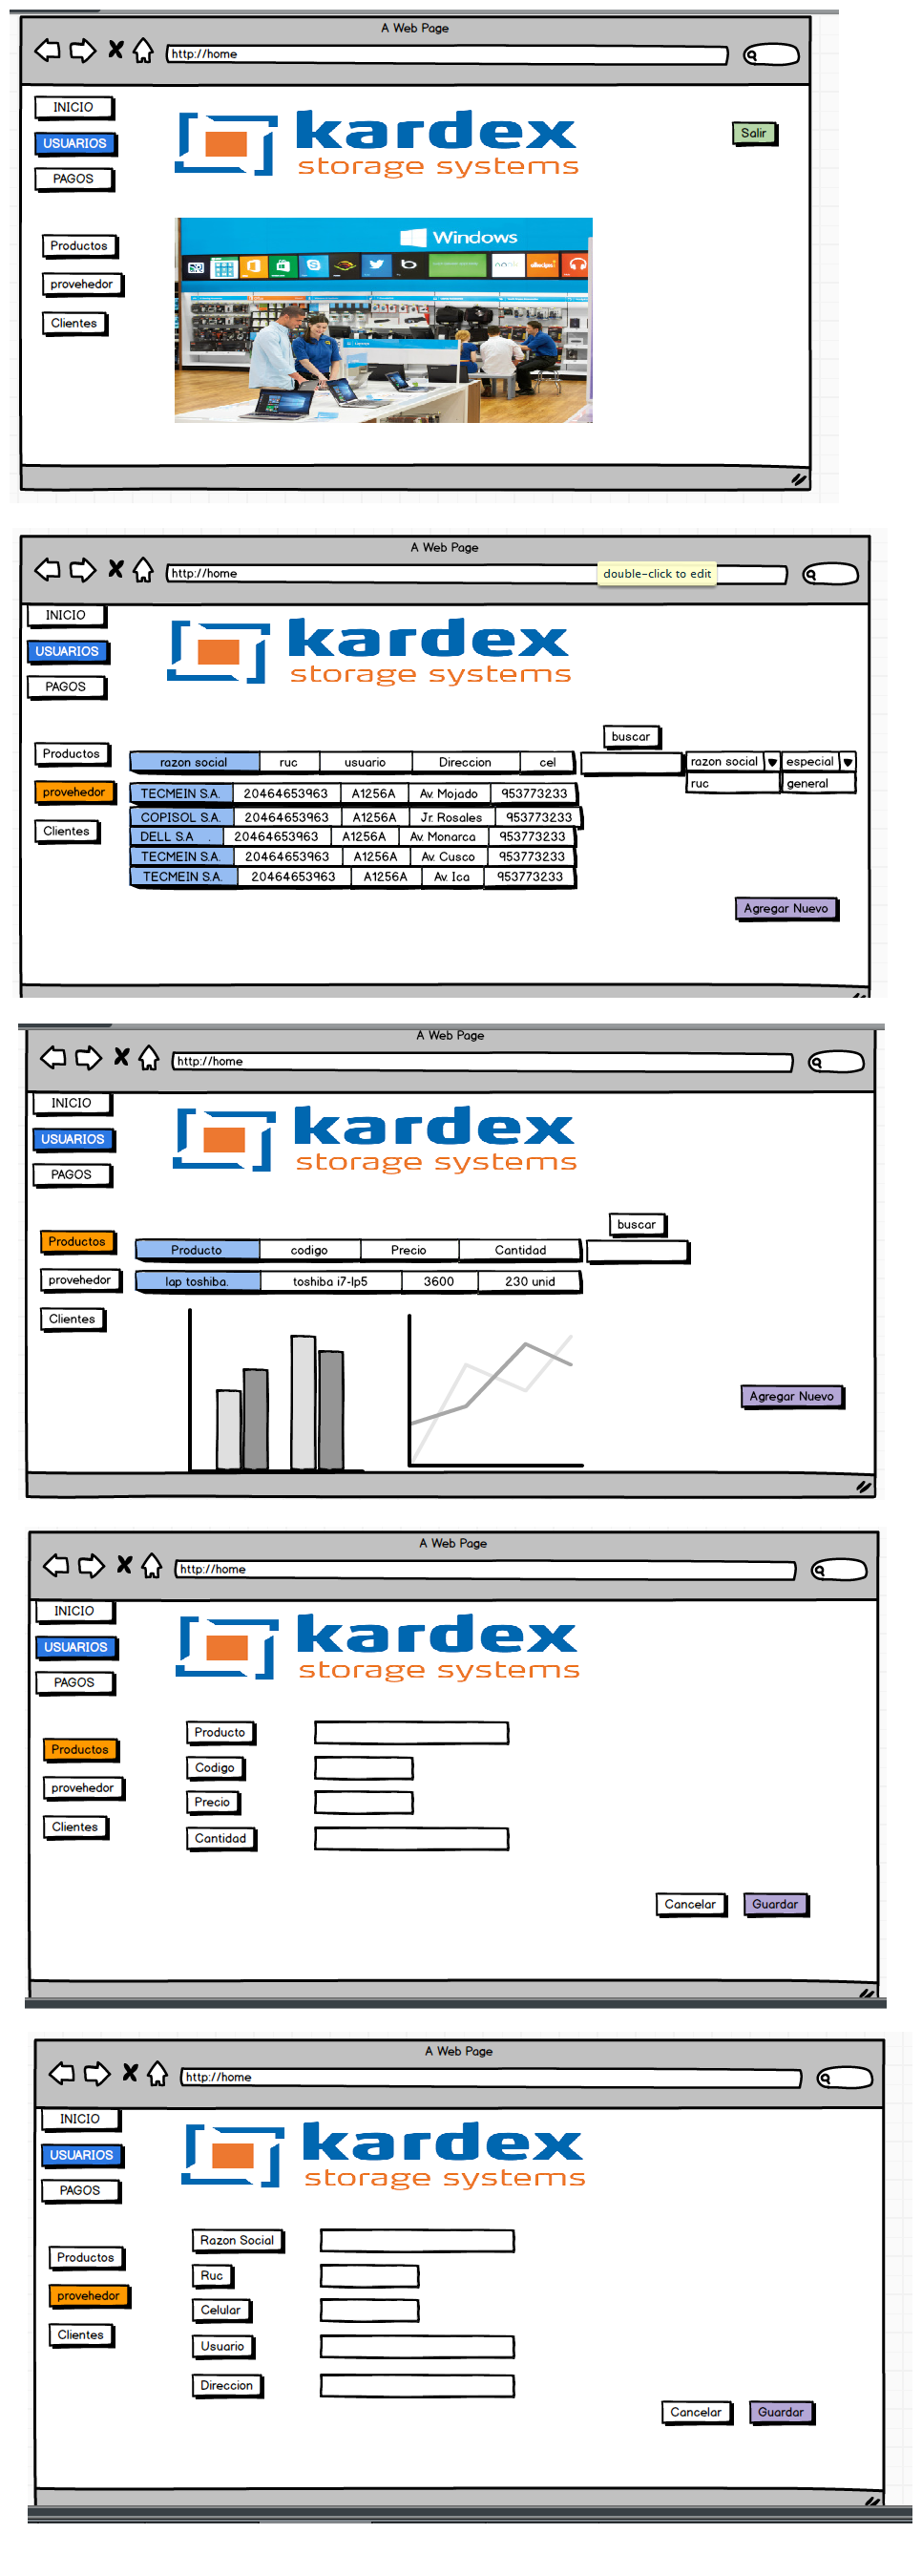 A Web Page
http://home
INICIO
USUARIOS
PAGOS
kardex
storage systems
Salir
Productos
provehedor
Clientes
Windows
A Web Page
http://home
double-click to edit
INICIO
USUARIOS
PAGOS
kardex
storage systems
buscar
Productos
provehedor
Clientes
razon social ruc usuario Direccion cel
razon social especial
ruc general
TECMEIN S.A. 20464653963 A1256A Av. Mojado 953773233
COPISOL S.A. 20464653963 A1256A Jr. Rosales 953773233
DELL S.A . 20464653963 A1256A Av. Monarca 953773233
TECMEIN S.A. 20464653963 A1256A Av. Cusco 953773233
TECMEIN S.A. 20464653963 A1256A Av. Ica 953773233
Agregar Nuevo
A Web Page
http://home
INICIO
USUARIOS
PAGOS
kardex
storage systems
buscar
Productos
provehedor
Clientes
Producto codigo Precio Cantidad
lap toshiba. toshiba i7-lp5 3600 230 unid
Agregar Nuevo
A Web Page
http://home
INICIO
USUARIOS
PAGOS
kardex
storage systems
Productos
provehedor
Clientes
Producto
Codigo
Precio
Cantidad
Cancelar Guardar
A Web Page
http://home
INICIO
USUARIOS
PAGOS
kardex
storage systems
Productos
provehedor
Clientes
Razon Social
Ruc
Celular
Usuario
Direccion
Cancelar Guardar